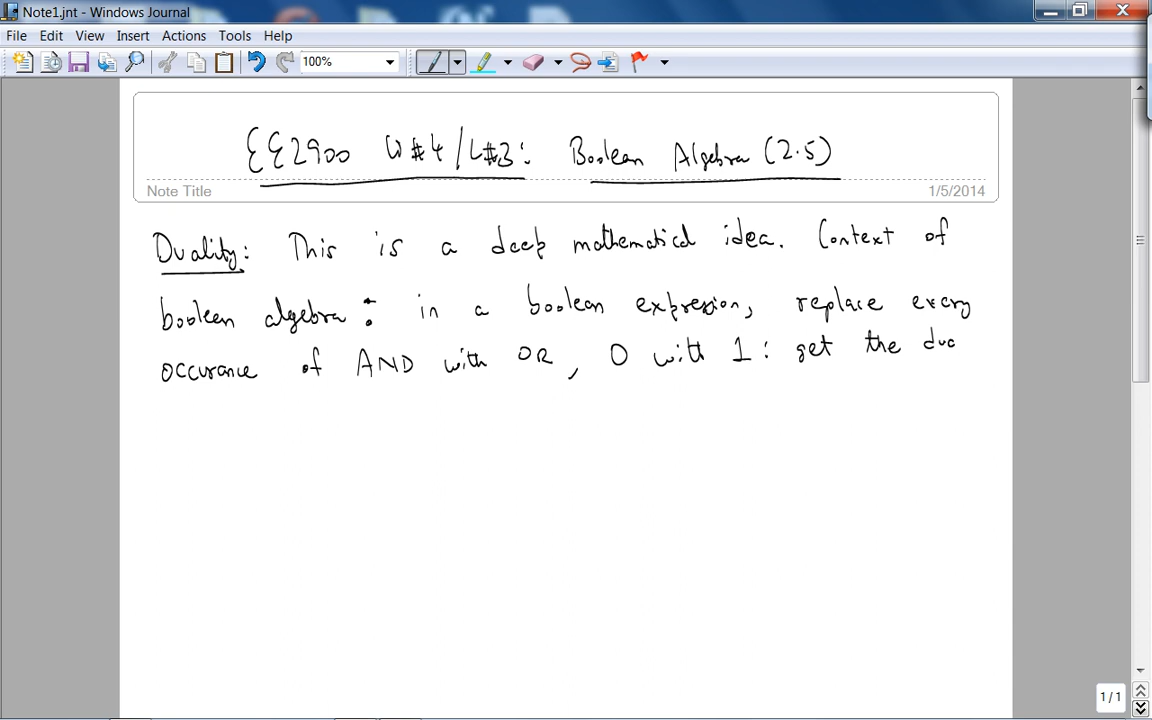 Note1.jnt - Windows Journal
File Edit View Insert Actions Tools Help
100%
EE2900 W#4/L#3: Boolean Algebra (2.5)
Note Title 1/5/2014
Duality: This is a deep mathematical idea. Context of
boolean algebra: in a boolean expression, replace every
occurance of AND with OR, 0 with 1: get the dua
1/1